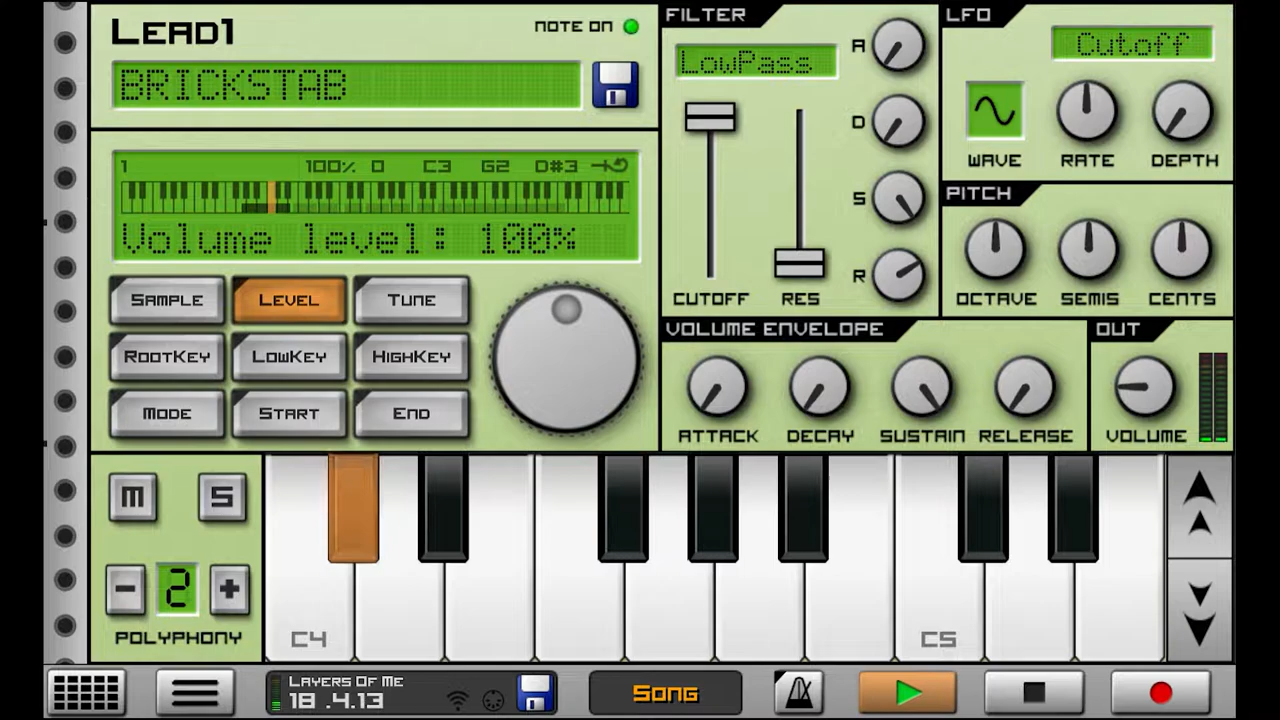 LEAD1
NOTE ON
BRICKSTAB
1 100% 0 C3 G2 D#3
Volume level: 100%
SAMPLE LEVEL TUNE
ROOTKEY LOWKEY HIGHKEY
MODE START END
FILTER
LowPass
A
D
S
R
CUTOFF RES
LFO
Cutoff
WAVE RATE DEPTH
PITCH
OCTAVE SEMIS CENTS
VOLUME ENVELOPE
ATTACK DECAY SUSTAIN RELEASE
OUT
VOLUME
M S
- 2 +
POLYPHONY
C4 C5
LAYERS OF ME
18 .4.13
SONG